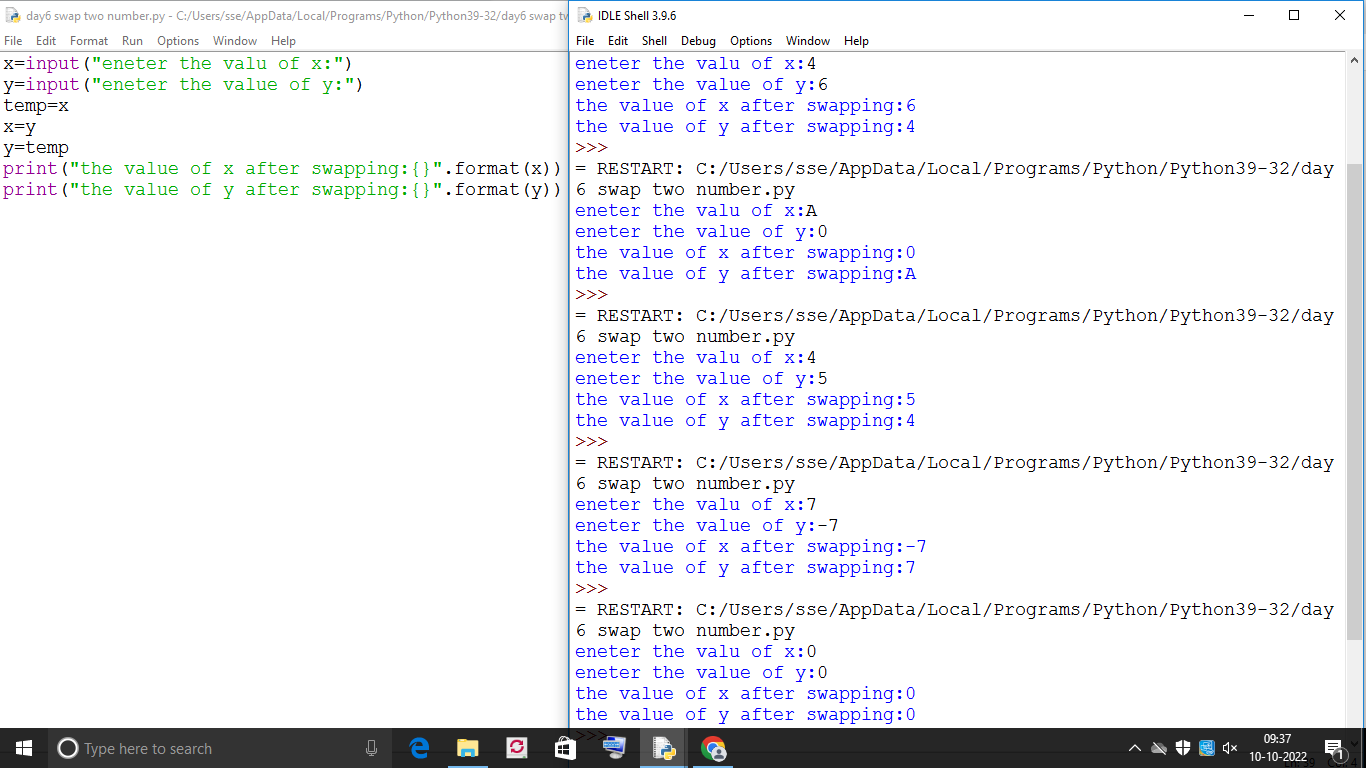 day6 swap two number.py - C:/Users/sse/AppData/Local/Programs/Python/Python39-32/day6 swap tw
File Edit Format Run Options Window Help
x=input("eneter the valu of x:")
y=input("eneter the value of y:")
temp=x
x=y
y=temp
print("the value of x after swapping:{}".format(x))
print("the value of y after swapping:{}".format(y))
IDLE Shell 3.9.6
File Edit Shell Debug Options Window Help
eneter the valu of x:4
eneter the value of y:6
the value of x after swapping:6
the value of y after swapping:4
>>>
= RESTART: C:/Users/sse/AppData/Local/Programs/Python/Python39-32/day
6 swap two number.py
eneter the valu of x:A
eneter the value of y:0
the value of x after swapping:0
the value of y after swapping:A
>>>
= RESTART: C:/Users/sse/AppData/Local/Programs/Python/Python39-32/day
6 swap two number.py
eneter the valu of x:4
eneter the value of y:5
the value of x after swapping:5
the value of y after swapping:4
>>>
= RESTART: C:/Users/sse/AppData/Local/Programs/Python/Python39-32/day
6 swap two number.py
eneter the valu of x:7
eneter the value of y:-7
the value of x after swapping:-7
the value of y after swapping:7
>>>
= RESTART: C:/Users/sse/AppData/Local/Programs/Python/Python39-32/day
6 swap two number.py
eneter the valu of x:0
eneter the value of y:0
the value of x after swapping:0
the value of y after swapping:0
>>>
Type here to search
09:37
10-10-2022
1